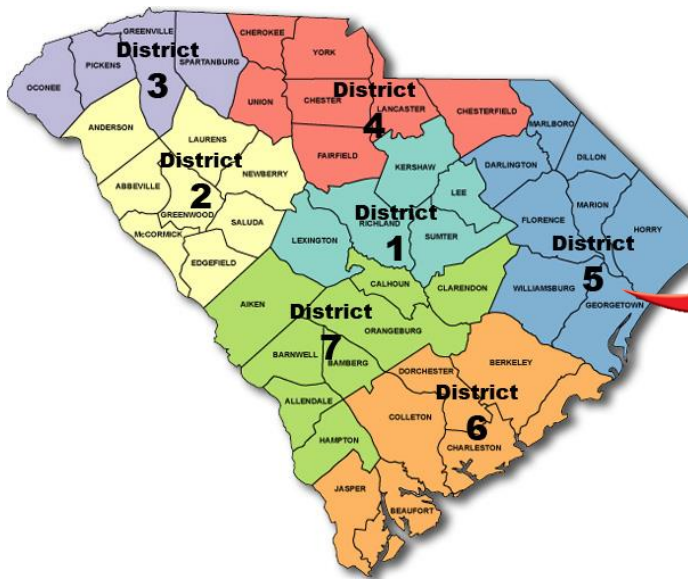 GREENVILLE
CHEROKEE
YORK
District
3
PICKENS
SPARTANBURG
OCONEE
UNION
CHESTER
District
4
LANCASTER
CHESTERFIELD
MARLBORO
ANDERSON
LAURENS
FAIRFIELD
KERSHAW
DARLINGTON
DILLON
District
2
NEWBERRY
ABBEVILLE
GREENWOOD
LEE
MARION
FLORENCE
HORRY
McCORMICK
SALUDA
LEXINGTON
District
1
RICHLAND
SUMTER
District
5
EDGEFIELD
CALHOUN
CLARENDON
WILLIAMSBURG
GEORGETOWN
AIKEN
District
7
ORANGEBURG
BARNWELL
BAMBERG
BERKELEY
DORCHESTER
District
6
ALLENDALE
COLLETON
CHARLESTON
HAMPTON
JASPER
BEAUFORT